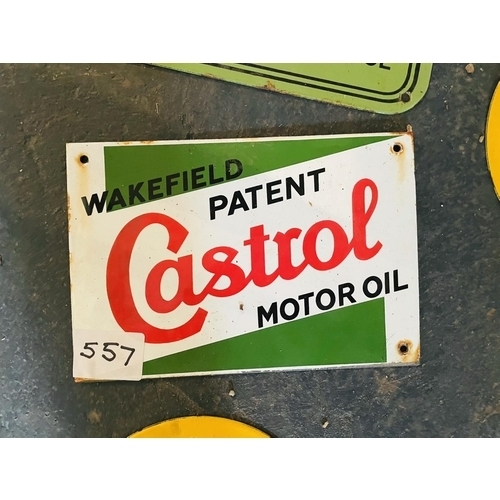 WAKEFIELD
PATENT
Castrol
MOTOR OIL
557